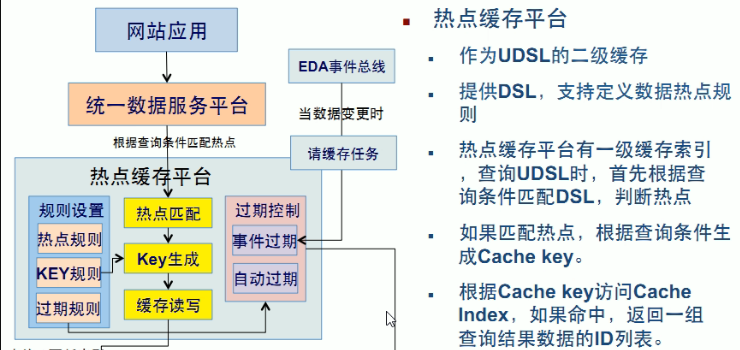 网站应用
EDA事件总线
统一数据服务平台
当数据变更时
根据查询条件匹配热点
请缓存任务
热点缓存平台
规则设置
热点规则
KEY规则
过期规则
热点匹配
Key生成
缓存读写
过期控制
事件过期
自动过期
热点缓存平台
作为UDSL的二级缓存
提供DSL，支持定义数据热点规
则
热点缓存平台有一级缓存索引
，查询UDSL时，首先根据查
询条件匹配DSL，判断热点
如果匹配热点，根据查询条件生
成Cache key。
根据Cache key访问Cache
Index，如果命中，返回一组
查询结果数据的ID列表。